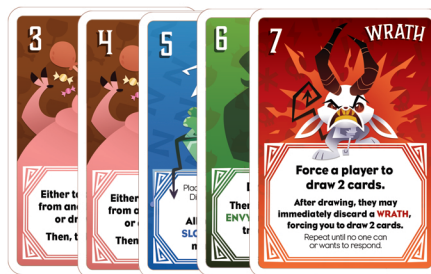 3
Either to
from an
or dr
Then, t
4
Either
from a
or d
Then
5
Plac
Di
All
SLO
n
6
D
Ther
ENVY
tr
7
WRATH
Force a player to
draw 2 cards.
After drawing, they may
immediately discard a WRATH,
forcing you to draw 2 cards.
Repeat until no one can
or wants to respond.